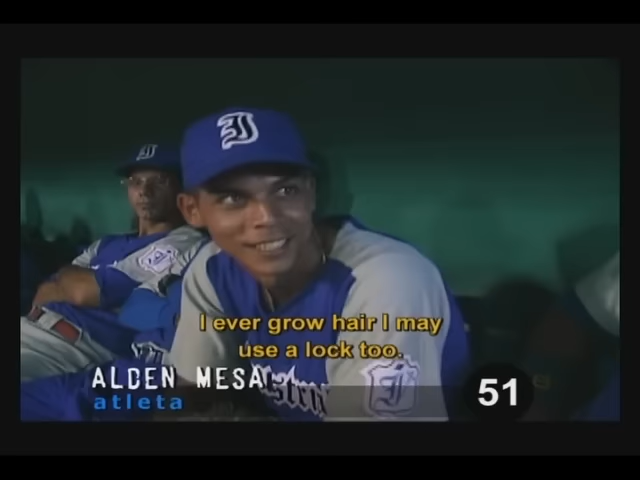 I ever grow hair I may
use a lock too.
ALDEN MESA
atleta
51